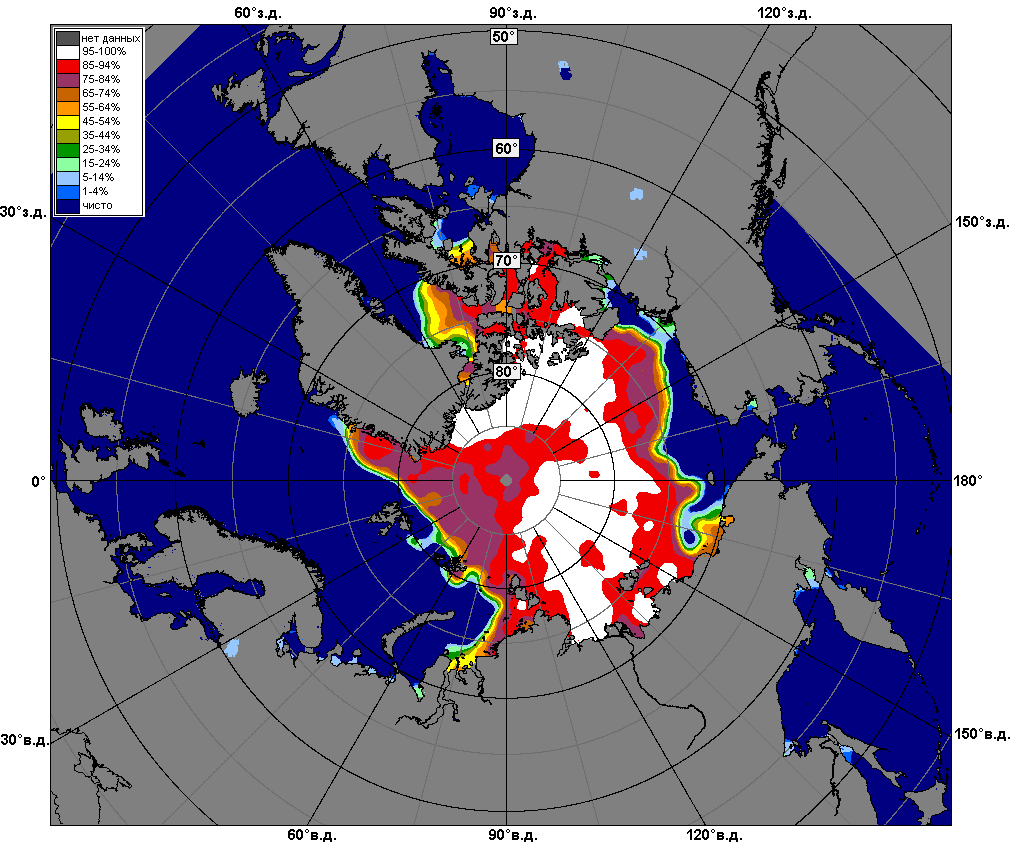 60°з.д.
90°з.д.
120°з.д.
нет данных
95-100%
85-94%
75-84%
65-74%
55-64%
45-54%
35-44%
25-34%
15-24%
5-14%
1-4%
чисто
50°
60°
30°з.д.
150°з.д.
70°
80°
0°
180°
30°в.д.
150°в.д.
60°в.д.
90°в.д.
120°в.д.